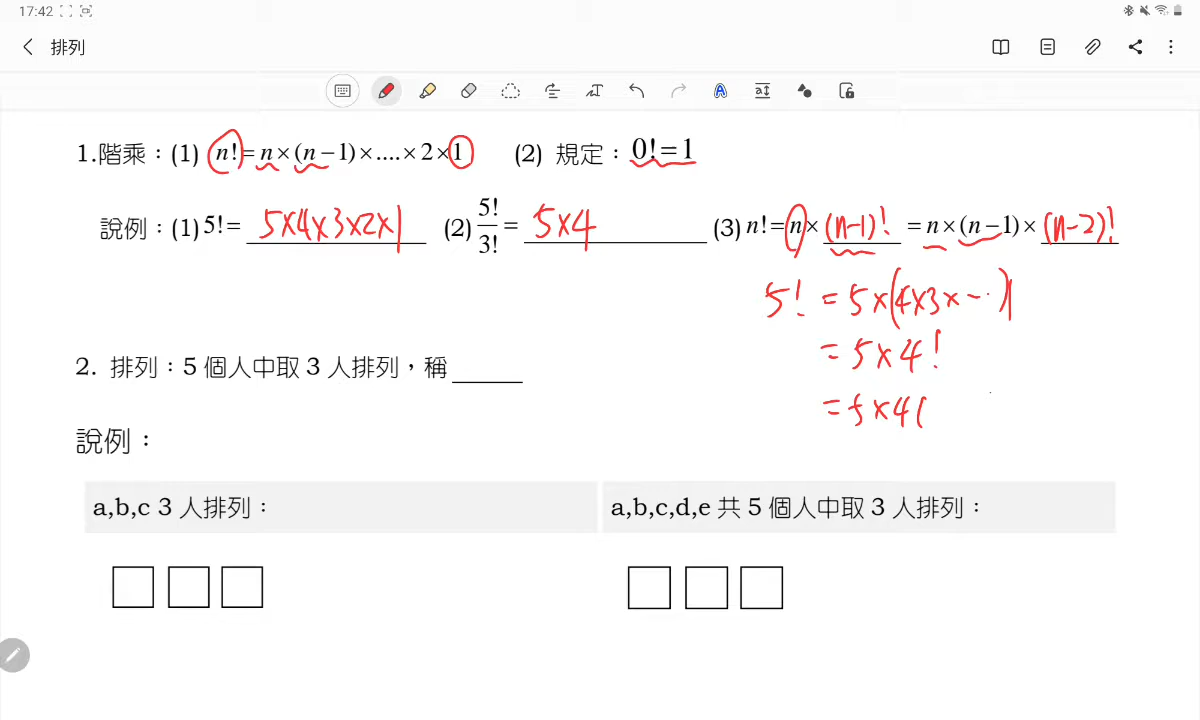 17:42
排列
1.階乘：(1) n!=n×(n−1)×....×2×1 (2) 規定：0!=1
說例：(1) 5!= 5×4×3×2×1 (2) 5!/3! = 5×4 (3) n!=n× (n-1)! =n×(n−1)× (n-2)!
5! = 5×(4×3×-··)
= 5×4!
= 5×4(
2. 排列：5 個人中取 3 人排列，稱
說例：
a,b,c 3 人排列：
a,b,c,d,e 共 5 個人中取 3 人排列：